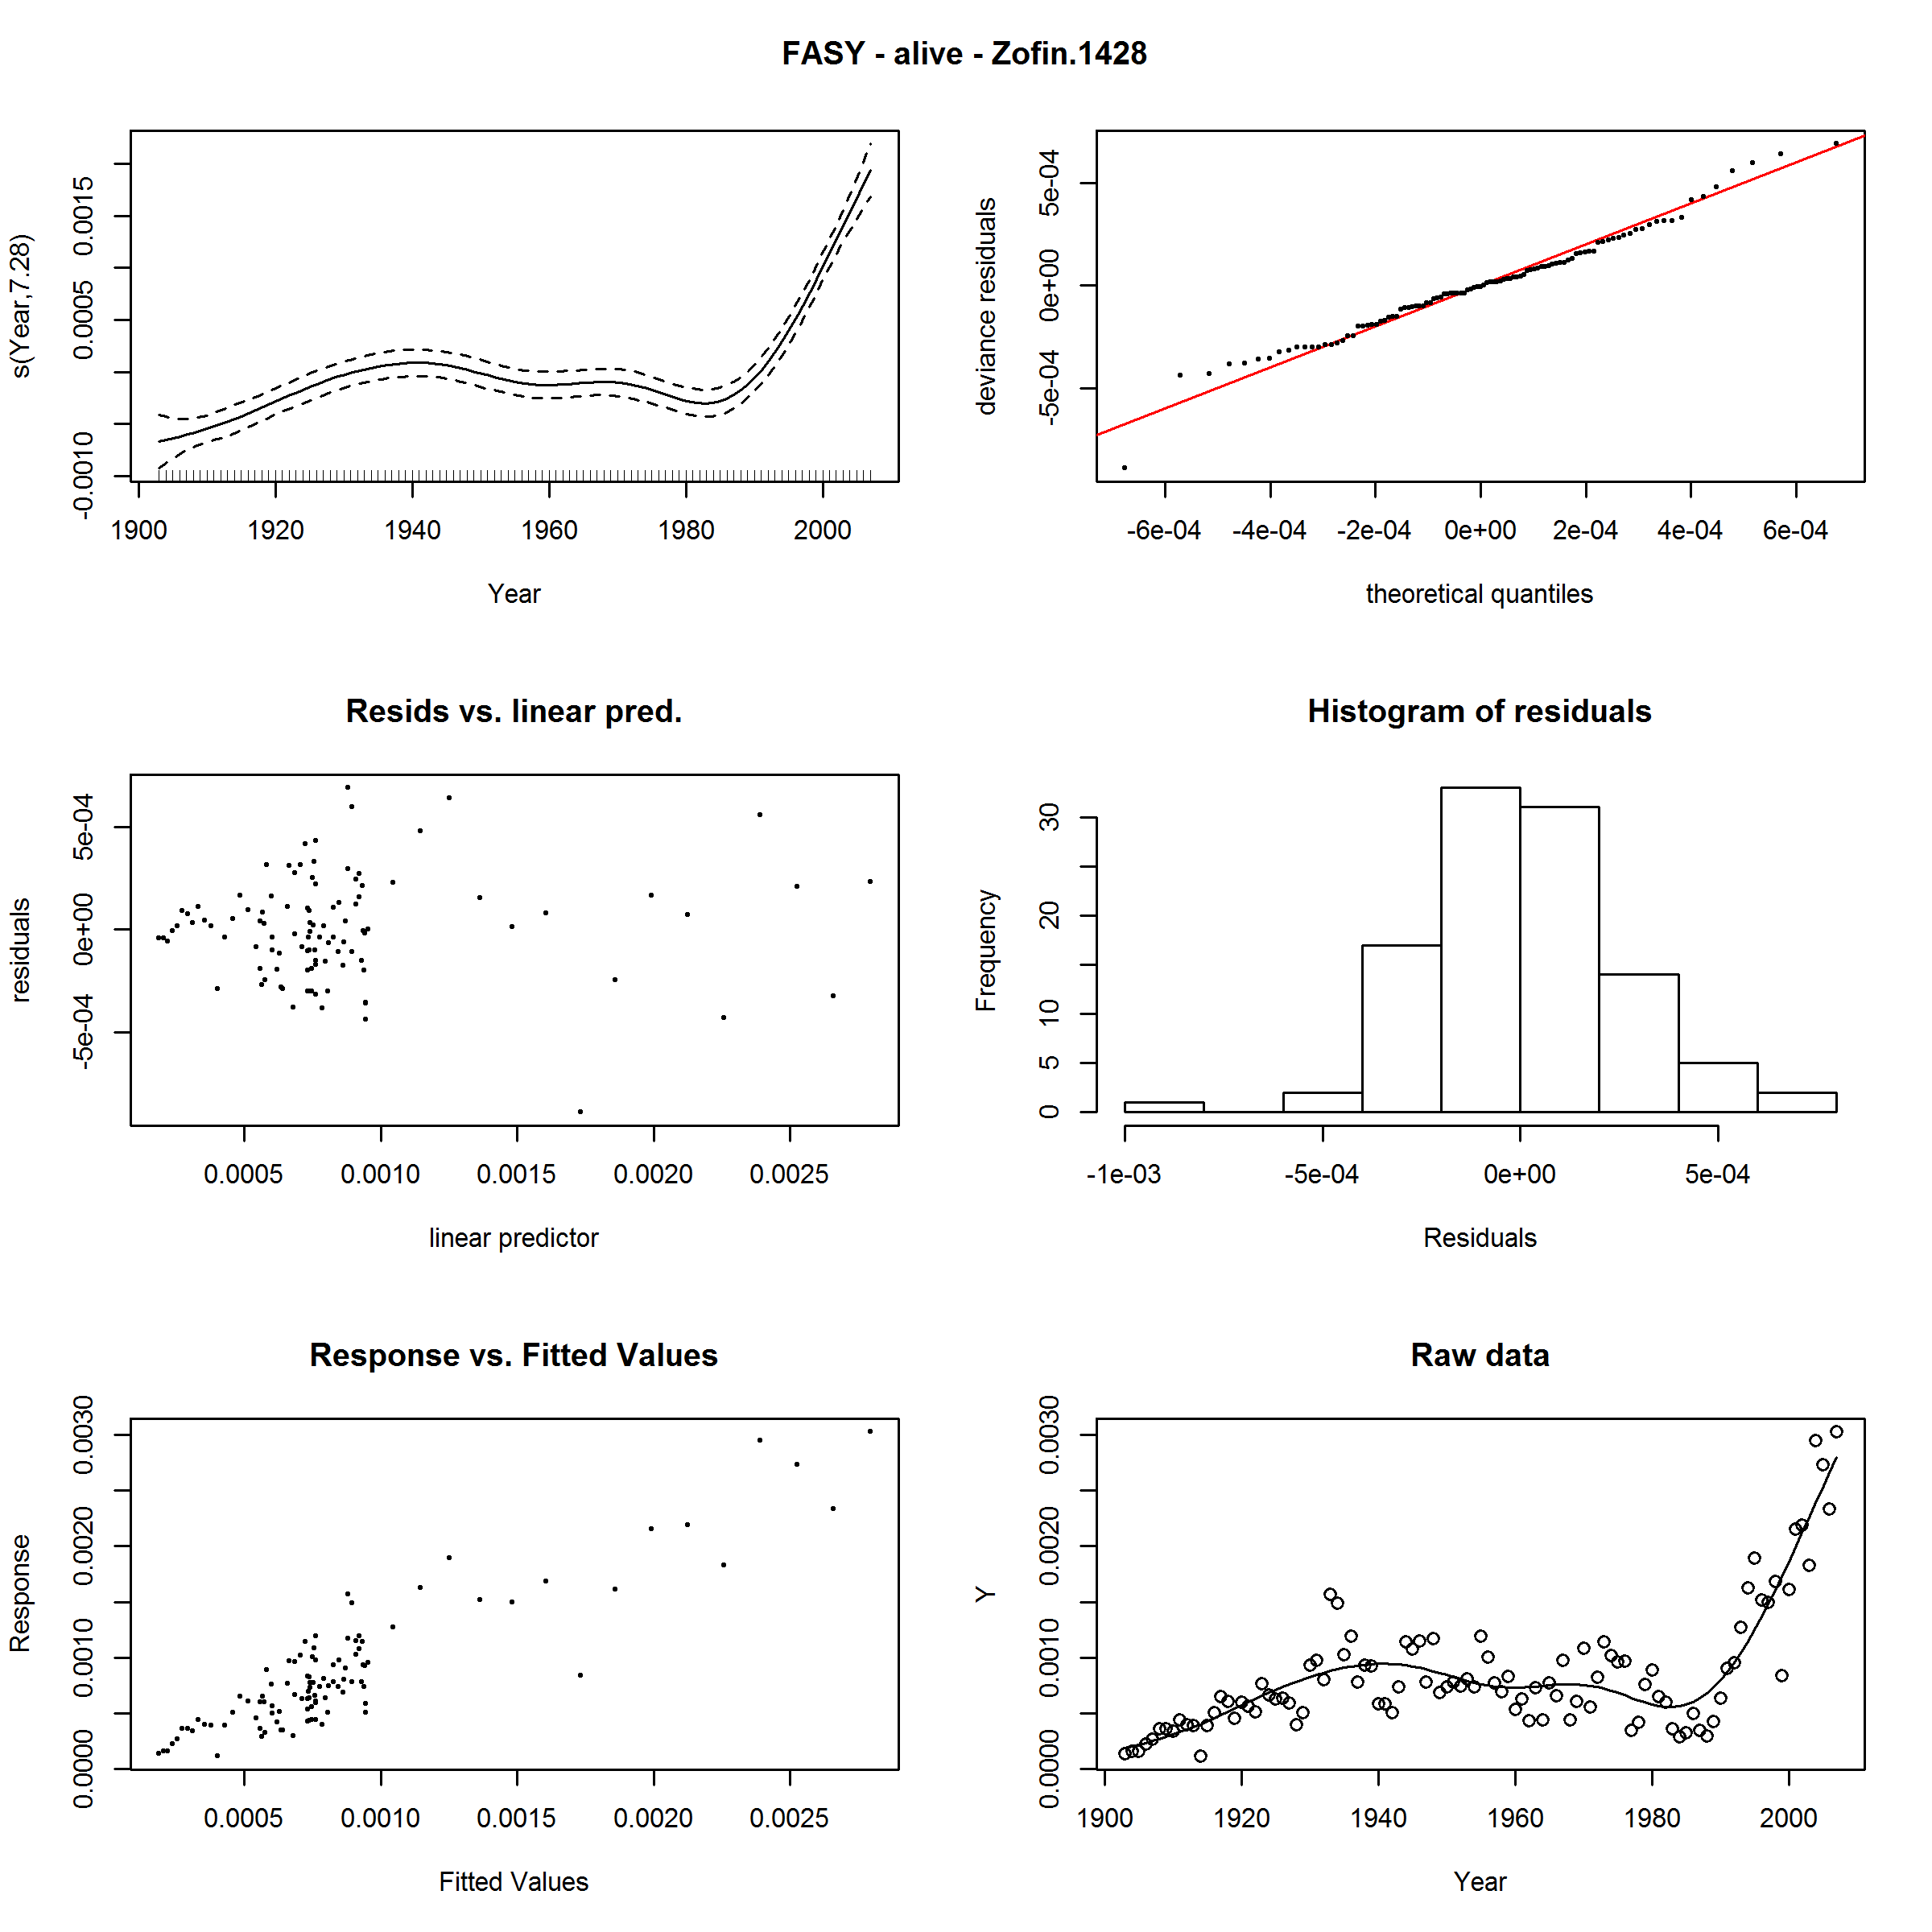 FASY - alive - Zofin.1428
s(Year,7.28)
-0.0010 0.0005 0.0015
1900 1920 1940 1960 1980 2000
Year
deviance residuals
-5e-04 0e+00 5e-04
-6e-04 -4e-04 -2e-04 0e+00 2e-04 4e-04 6e-04
theoretical quantiles
Resids vs. linear pred.
residuals
-5e-04 0e+00 5e-04
0.0005 0.0010 0.0015 0.0020 0.0025
linear predictor
Histogram of residuals
Frequency
0 5 10 20 30
-1e-03 -5e-04 0e+00 5e-04
Residuals
Response vs. Fitted Values
Response
0.0000 0.0010 0.0020 0.0030
0.0005 0.0010 0.0015 0.0020 0.0025
Fitted Values
Raw data
Y
0.0000 0.0010 0.0020 0.0030
1900 1920 1940 1960 1980 2000
Year